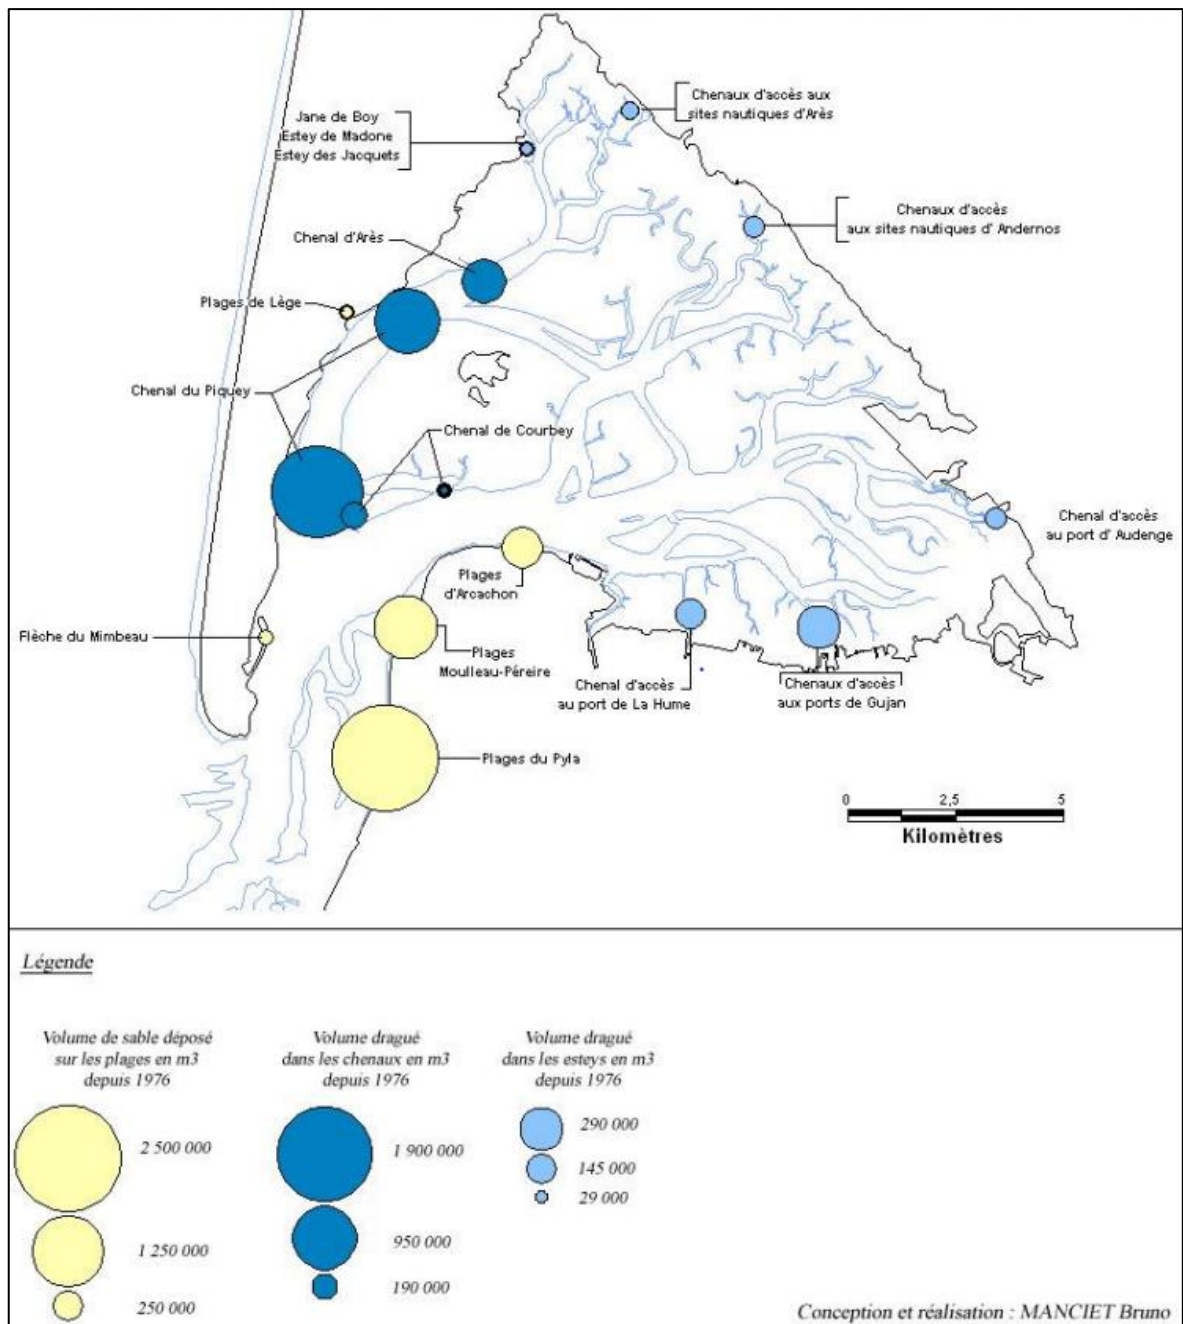 Chenaux d'accès aux
sites nautiques d'Arès
Jane de Boy
Estey de Madone
Estey des Jacquets
Chenaux d'accès
aux sites nautiques d' Andernos
Chenal d'Arès
Plages de Lège
Chenal du Piquey
Chenal de Courbey
Chenal d'accès
au port d' Audenge
Plages
d'Arcachon
Flèche du Mimbeau
Plages
Moulleau-Péreire
Chenal d'accès
au port de La Hume
Chenaux d'accès
aux ports de Gujan
Plages du Pyla
0 2,5 5
Kilomètres
Légende
Volume de sable déposé
sur les plages en m3
depuis 1976
2 500 000
1 250 000
250 000
Volume dragué
dans les chenaux en m3
depuis 1976
1 900 000
950 000
190 000
Volume dragué
dans les esteys en m3
depuis 1976
290 000
145 000
29 000
Conception et réalisation : MANCIET Bruno